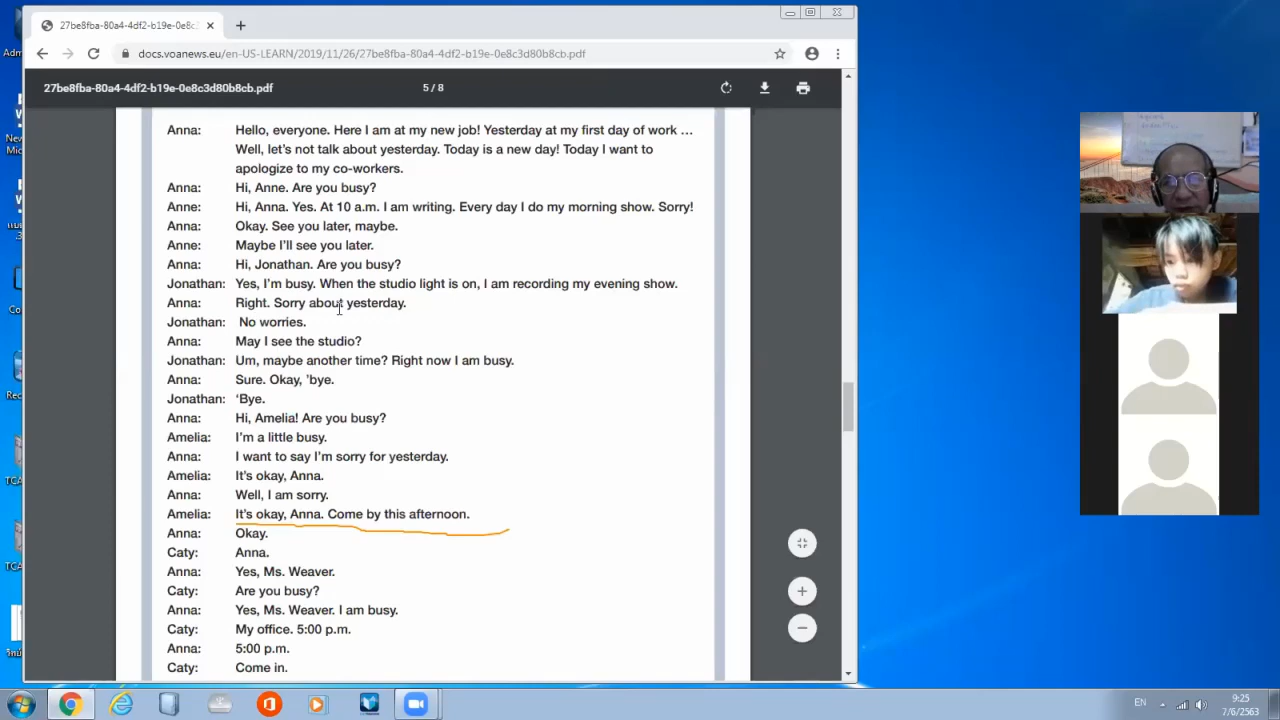 27be8fba-80a4-4df2-b19e-0e8c3
docs.voanews.eu/en-US-LEARN/2019/11/26/27be8fba-80a4-4df2-b19e-0e8c3d80b8cb.pdf
27be8fba-80a4-4df2-b19e-0e8c3d80b8cb.pdf
5 / 8
Anna: Hello, everyone. Here I am at my new job! Yesterday at my first day of work …
Well, let's not talk about yesterday. Today is a new day! Today I want to
apologize to my co-workers.
Anna: Hi, Anne. Are you busy?
Anne: Hi, Anna. Yes. At 10 a.m. I am writing. Every day I do my morning show. Sorry!
Anna: Okay. See you later, maybe.
Anne: Maybe I'll see you later.
Anna: Hi, Jonathan. Are you busy?
Jonathan: Yes, I'm busy. When the studio light is on, I am recording my evening show.
Anna: Right. Sorry about yesterday.
Jonathan: No worries.
Anna: May I see the studio?
Jonathan: Um, maybe another time? Right now I am busy.
Anna: Sure. Okay, 'bye.
Jonathan: 'Bye.
Anna: Hi, Amelia! Are you busy?
Amelia: I'm a little busy.
Anna: I want to say I'm sorry for yesterday.
Amelia: It's okay, Anna.
Anna: Well, I am sorry.
Amelia: It's okay, Anna. Come by this afternoon.
Anna: Okay.
Caty: Anna.
Anna: Yes, Ms. Weaver.
Caty: Are you busy?
Anna: Yes, Ms. Weaver. I am busy.
Caty: My office. 5:00 p.m.
Anna: 5:00 p.m.
Caty: Come in.
EN
9:25
7/6/2563